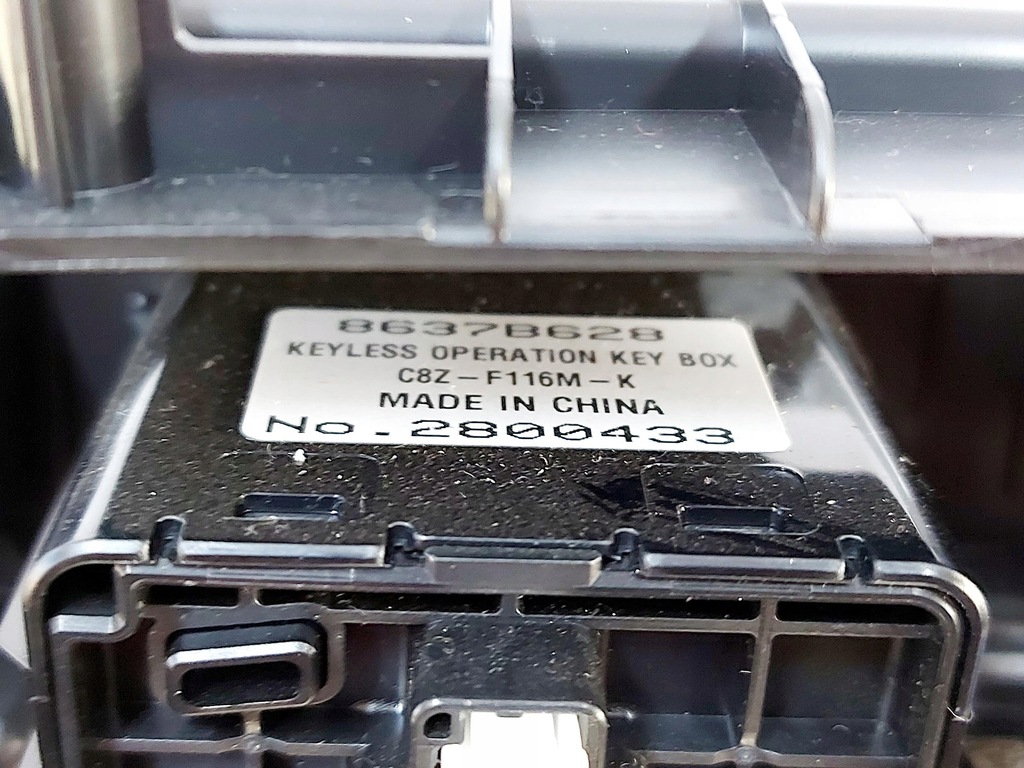 8637B628
KEYLESS OPERATION KEY BOX
C8Z-F116M-K
MADE IN CHINA
No.2800433